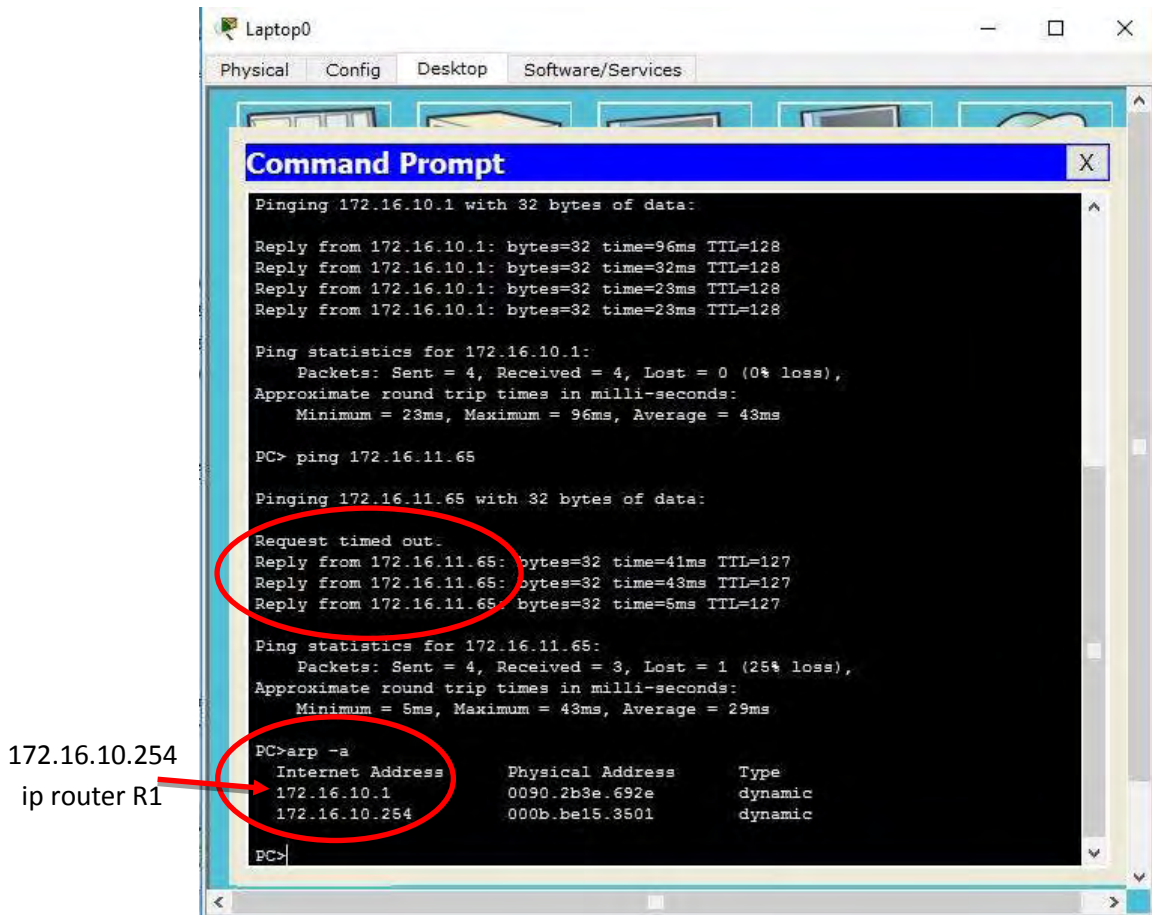 Laptop0
Physical Config Desktop Software/Services
Command Prompt X
Pinging 172.16.10.1 with 32 bytes of data:
Reply from 172.16.10.1: bytes=32 time=96ms TTL=128
Reply from 172.16.10.1: bytes=32 time=32ms TTL=128
Reply from 172.16.10.1: bytes=32 time=23ms TTL=128
Reply from 172.16.10.1: bytes=32 time=23ms TTL=128
Ping statistics for 172.16.10.1:
Packets: Sent = 4, Received = 4, Lost = 0 (0% loss),
Approximate round trip times in milli-seconds:
Minimum = 23ms, Maximum = 96ms, Average = 43ms
PC> ping 172.16.11.65
Pinging 172.16.11.65 with 32 bytes of data:
Request timed out.
Reply from 172.16.11.65: bytes=32 time=41ms TTL=127
Reply from 172.16.11.65: bytes=32 time=43ms TTL=127
Reply from 172.16.11.65: bytes=32 time=5ms TTL=127
Ping statistics for 172.16.11.65:
Packets: Sent = 4, Received = 3, Lost = 1 (25% loss),
Approximate round trip times in milli-seconds:
Minimum = 5ms, Maximum = 43ms, Average = 29ms
PC>arp -a
Internet Address Physical Address Type
172.16.10.1 0090.2b3e.692e dynamic
172.16.10.254 000b.be15.3501 dynamic
PC>
172.16.10.254
ip router R1